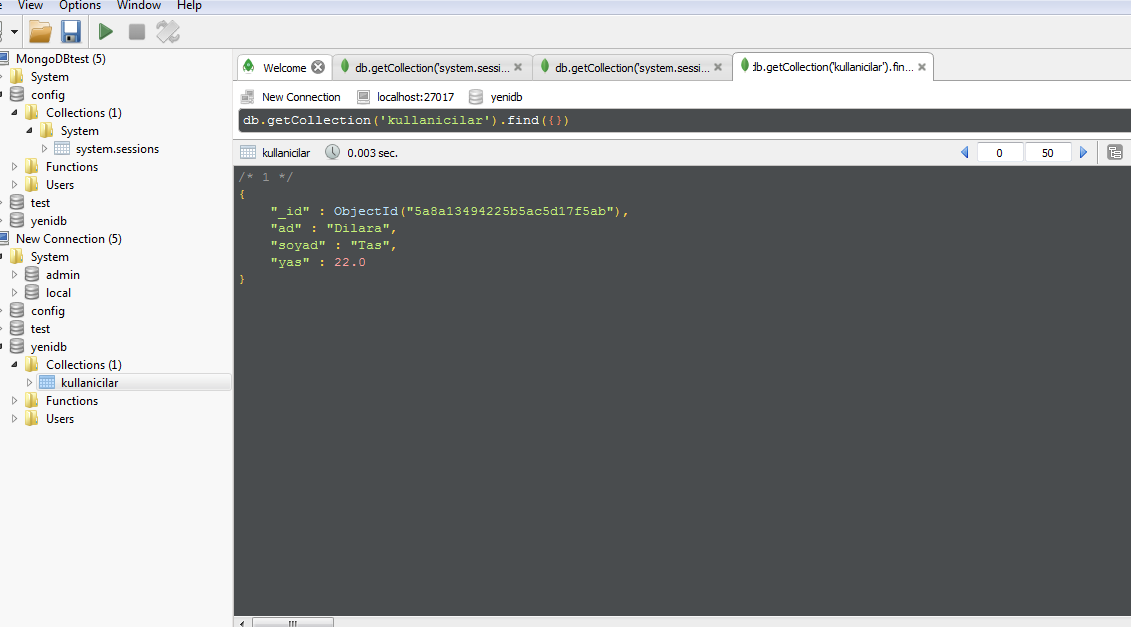 View Options Window Help
MongoDBtest (5)
System
config
Collections (1)
System
system.sessions
Functions
Users
test
yenidb
New Connection (5)
System
admin
local
config
test
yenidb
Collections (1)
kullanicilar
Functions
Users
Welcome db.getCollection('system.sessi... db.getCollection('system.sessi... db.getCollection('kullanicilar').fin...
New Connection localhost:27017 yenidb
db.getCollection('kullanicilar').find({})
kullanicilar 0.003 sec. 0 50
/* 1 */
{
"_id" : ObjectId("5a8a13494225b5ac5d17f5ab"),
"ad" : "Dilara",
"soyad" : "Tas",
"yas" : 22.0
}